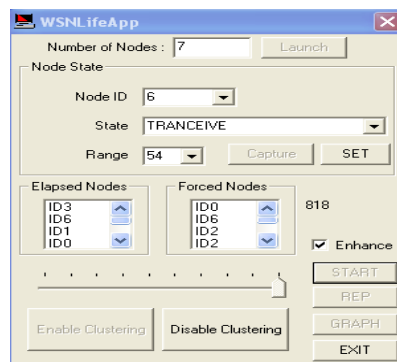 WSNLifeApp
Number of Nodes : 7 Launch
Node State
Node ID 6
State TRANCEIVE
Range 54 Capture SET
Elapsed Nodes Forced Nodes
ID3 ID0 818
ID6 ID6
ID1 ID2
ID0 ID2
Enhance
START
REP
Enable Clustering Disable Clustering
GRAPH
EXIT